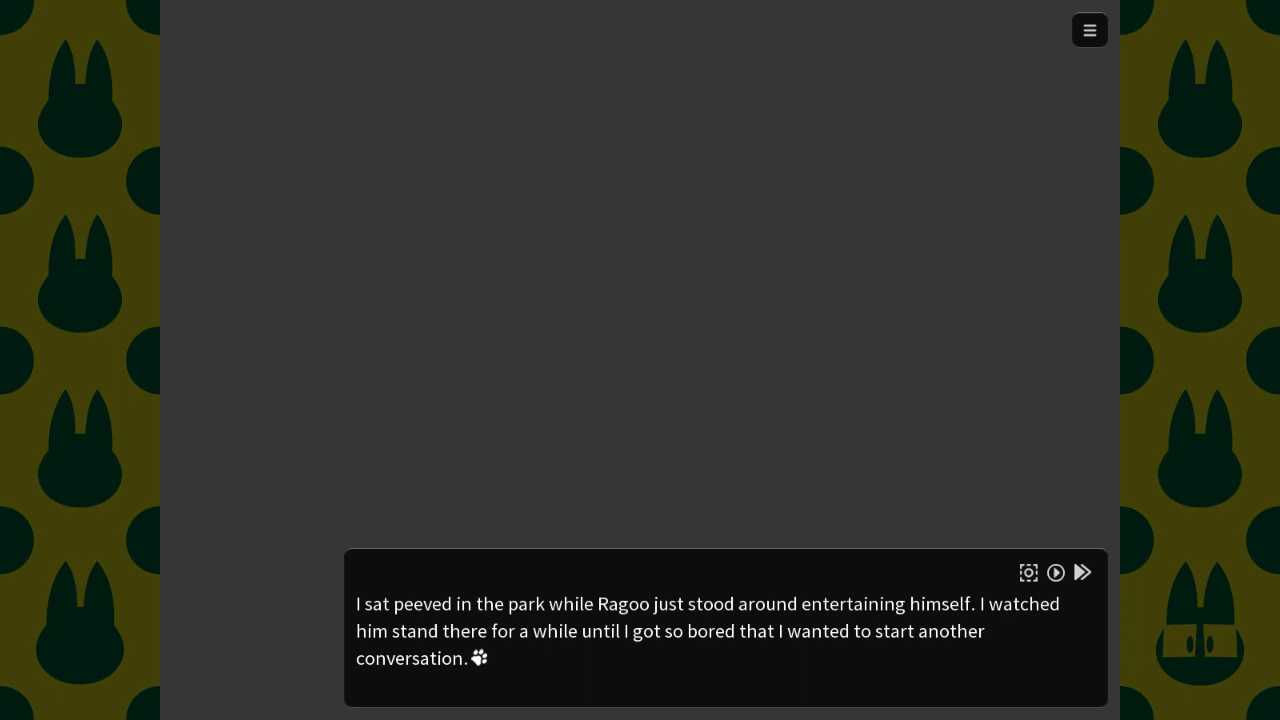 I sat peeved in the park while Ragoo just stood around entertaining himself. I watched
him stand there for a while until I got so bored that I wanted to start another
conversation.